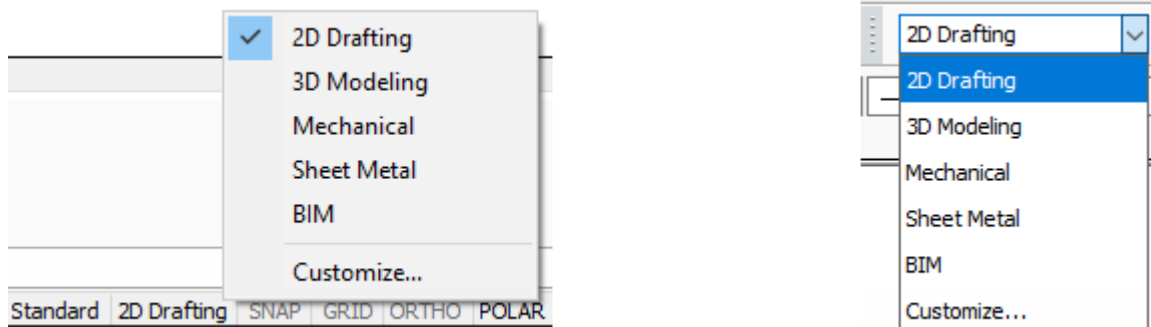 2D Drafting
3D Modeling
Mechanical
Sheet Metal
BIM
Customize...
Standard 2D Drafting SNAP GRID ORTHO POLAR
2D Drafting
2D Drafting
3D Modeling
Mechanical
Sheet Metal
BIM
Customize...